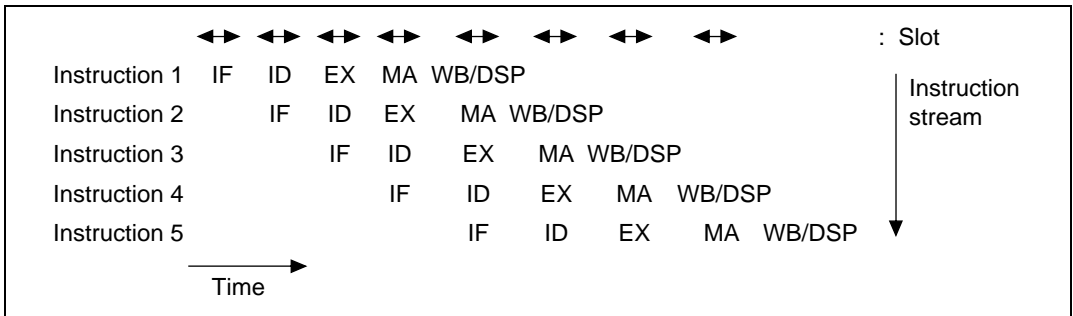 : Slot
Instruction 1 IF ID EX MA WB/DSP
Instruction 2 IF ID EX MA WB/DSP
Instruction 3 IF ID EX MA WB/DSP
Instruction 4 IF ID EX MA WB/DSP
Instruction 5 IF ID EX MA WB/DSP
Instruction
stream
Time